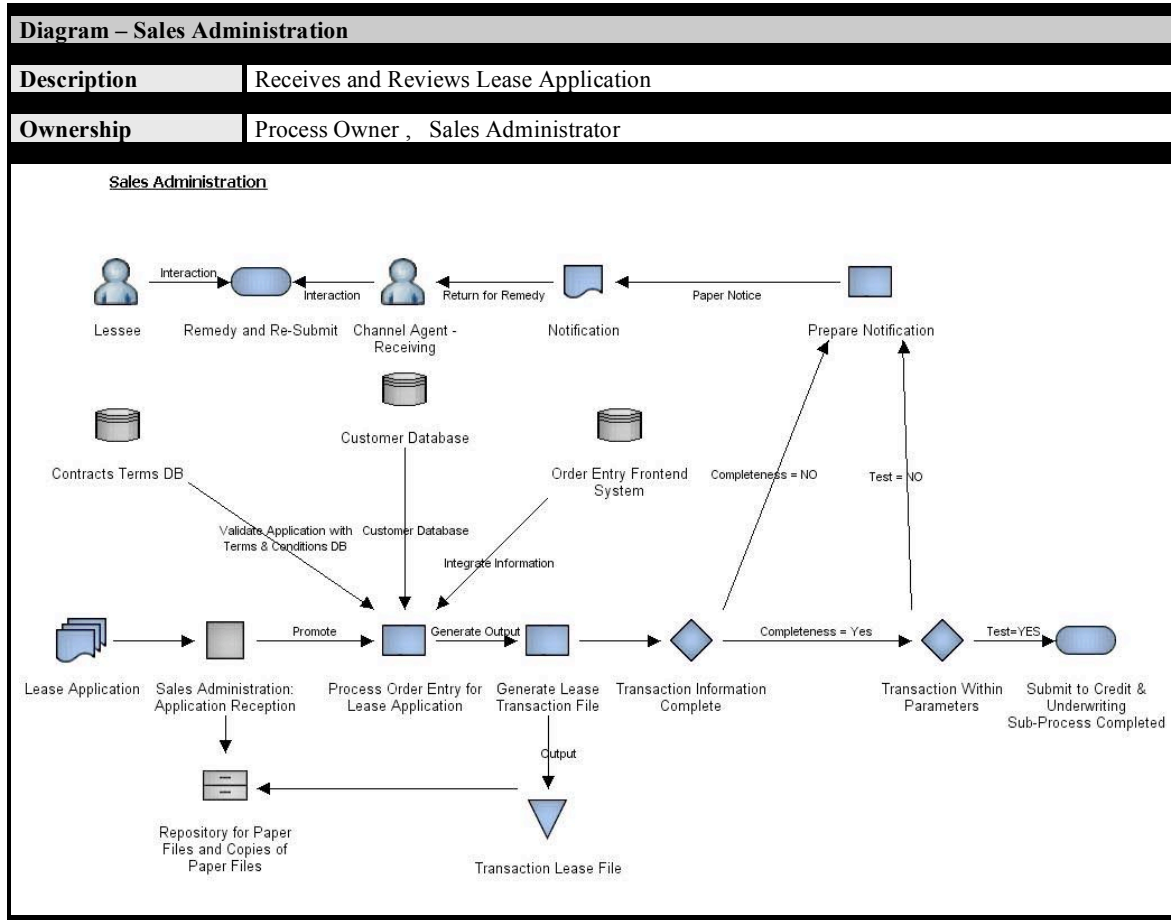 Diagram – Sales Administration
Description Receives and Reviews Lease Application
Ownership Process Owner , Sales Administrator
Sales Administration
Interaction
Interaction
Return for Remedy
Paper Notice
Lessee
Remedy and Re-Submit
Channel Agent -
Receiving
Notification
Prepare Notification
Contracts Terms DB
Customer Database
Order Entry Frontend
System
Completeness = NO
Test = NO
Validate Application with
Terms & Conditions DB
Customer Database
Integrate Information
Promote
Generate Output
Completeness = Yes
Test=YES
Lease Application
Sales Administration:
Application Reception
Process Order Entry for
Lease Application
Generate Lease
Transaction File
Transaction Information
Complete
Transaction Within
Parameters
Submit to Credit &
Underwriting
Sub-Process Completed
Output
Repository for Paper
Files and Copies of
Paper Files
Transaction Lease File